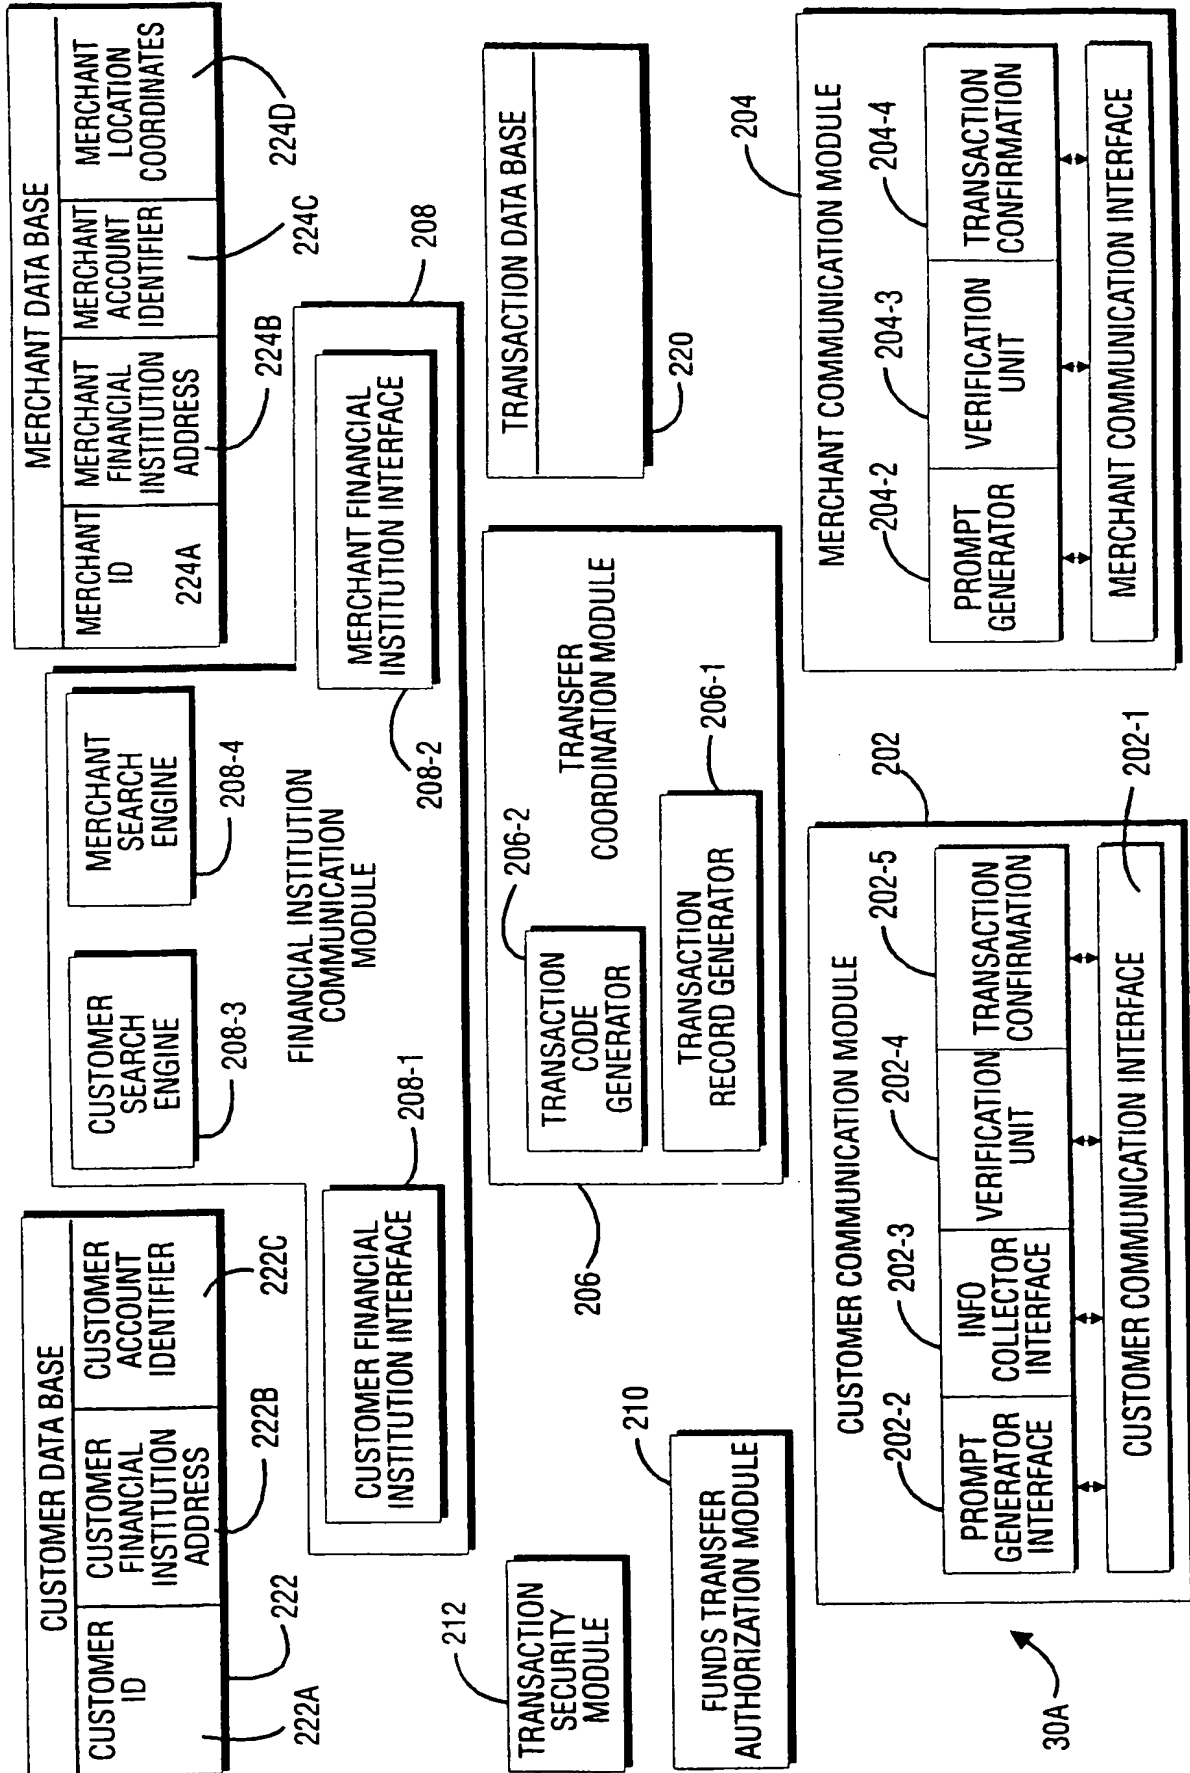 CUSTOMER DATA BASE
CUSTOMER
ID
CUSTOMER
FINANCIAL
INSTITUTION
ADDRESS
CUSTOMER
ACCOUNT
IDENTIFIER
222A
222
222B
222C
CUSTOMER
SEARCH
ENGINE
208-3
MERCHANT
SEARCH
ENGINE
208-4
MERCHANT DATA BASE
MERCHANT
ID
MERCHANT
FINANCIAL
INSTITUTION
ADDRESS
MERCHANT
ACCOUNT
IDENTIFIER
MERCHANT
LOCATION
COORDINATES
224A
224B
224C
224D
FINANCIAL INSTITUTION
COMMUNICATION
MODULE
208-1
CUSTOMER FINANCIAL
INSTITUTION INTERFACE
208-2
MERCHANT FINANCIAL
INSTITUTION INTERFACE
208
212
TRANSACTION
SECURITY
MODULE
210
FUNDS TRANSFER
AUTHORIZATION MODULE
206
206-2
TRANSACTION
CODE
GENERATOR
TRANSFER
COORDINATION MODULE
TRANSACTION
RECORD GENERATOR
206-1
TRANSACTION DATA BASE
220
30A
CUSTOMER COMMUNICATION MODULE
202
202-2
202-3
202-4
202-5
PROMPT
GENERATOR
INTERFACE
INFO
COLLECTOR
INTERFACE
VERIFICATION
UNIT
TRANSACTION
CONFIRMATION
CUSTOMER COMMUNICATION INTERFACE
202-1
MERCHANT COMMUNICATION MODULE
204
204-2
204-3
204-4
PROMPT
GENERATOR
VERIFICATION
UNIT
TRANSACTION
CONFIRMATION
MERCHANT COMMUNICATION INTERFACE